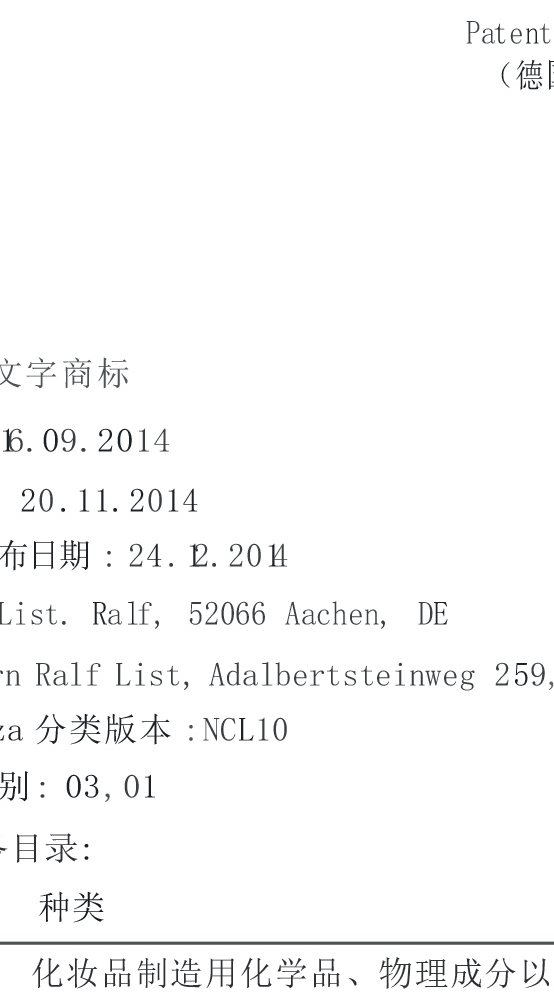 Patent
（德国
文字商标
16.09.2014
20.11.2014
布日期：24.12.2014
List. Ralf, 52066 Aachen, DE
rn Ralf List, Adalbertsteinweg 259,
za 分类版本 :NCL10
别：03,01
目录:
种类
化妆品制造用化学品、物理成分以